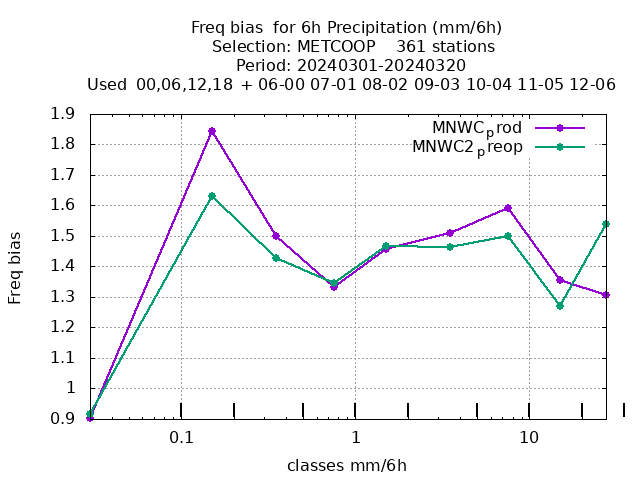 Freq bias  for 6h Precipitation (mm/6h)
Selection: METCOOP    361 stations
Period: 20240301-20240320
Used  00,06,12,18 + 06-00 07-01 08-02 09-03 10-04 11-05 12-06
MNWCprod
MNWC2preop
1.9
1.8
1.7
1.6
1.5
1.4
1.3
1.2
1.1
1
0.9
Freq bias
0.1
1
10
classes mm/6h